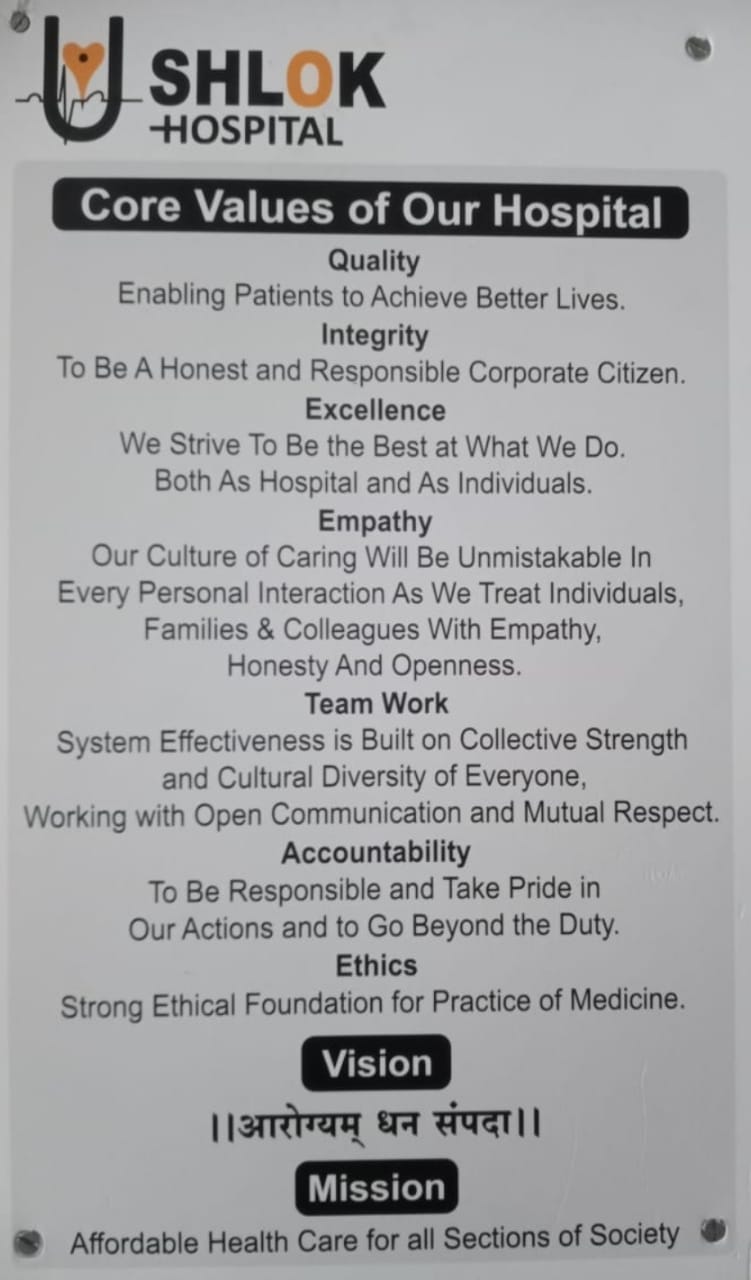 USHLOK
HOSPITAL
Core Values of Our Hospital
Quality
Enabling Patients to Achieve Better Lives.
Integrity
To Be A Honest and Responsible Corporate Citizen.
Excellence
We Strive To Be the Best at What We Do.
Both As Hospital and As Individuals.
Empathy
Our Culture of Caring Will Be Unmistakable In
Every Personal Interaction As We Treat Individuals,
Families & Colleagues With Empathy,
Honesty And Openness.
Team Work
System Effectiveness is Built on Collective Strength
and Cultural Diversity of Everyone,
Working with Open Communication and Mutual Respect.
Accountability
To Be Responsible and Take Pride in
Our Actions and to Go Beyond the Duty.
Ethics
Strong Ethical Foundation for Practice of Medicine.
Vision
||आरोग्यम् धन संपदा||
Mission
Affordable Health Care for all Sections of Society